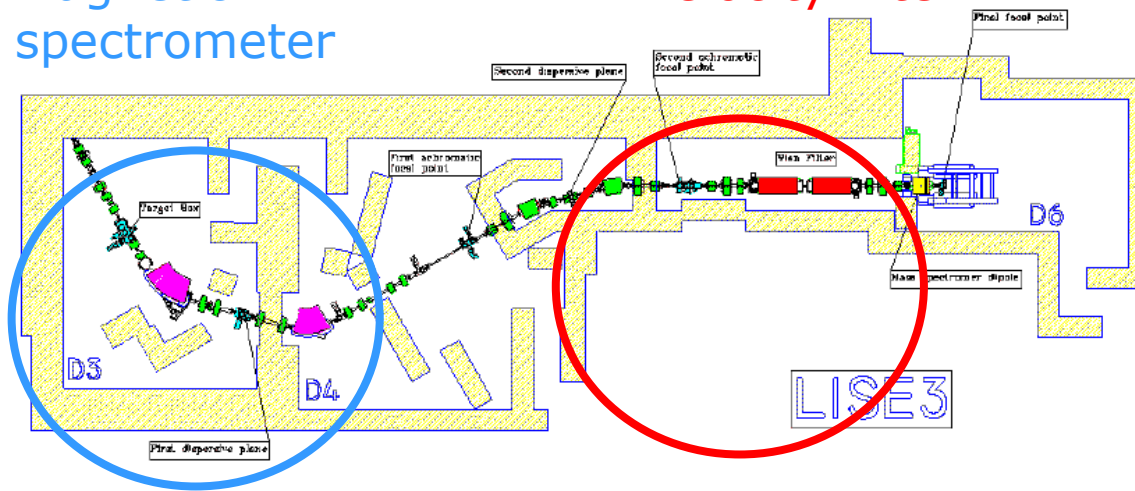 spectrometer
Final focal point
Second achromatic
focal point
Second dispersive plane
First achromatic
focal point
Wien Filter
Target Box
D6
Mass spectromer dipole
D3
D4
LISE3
First dispersive plane